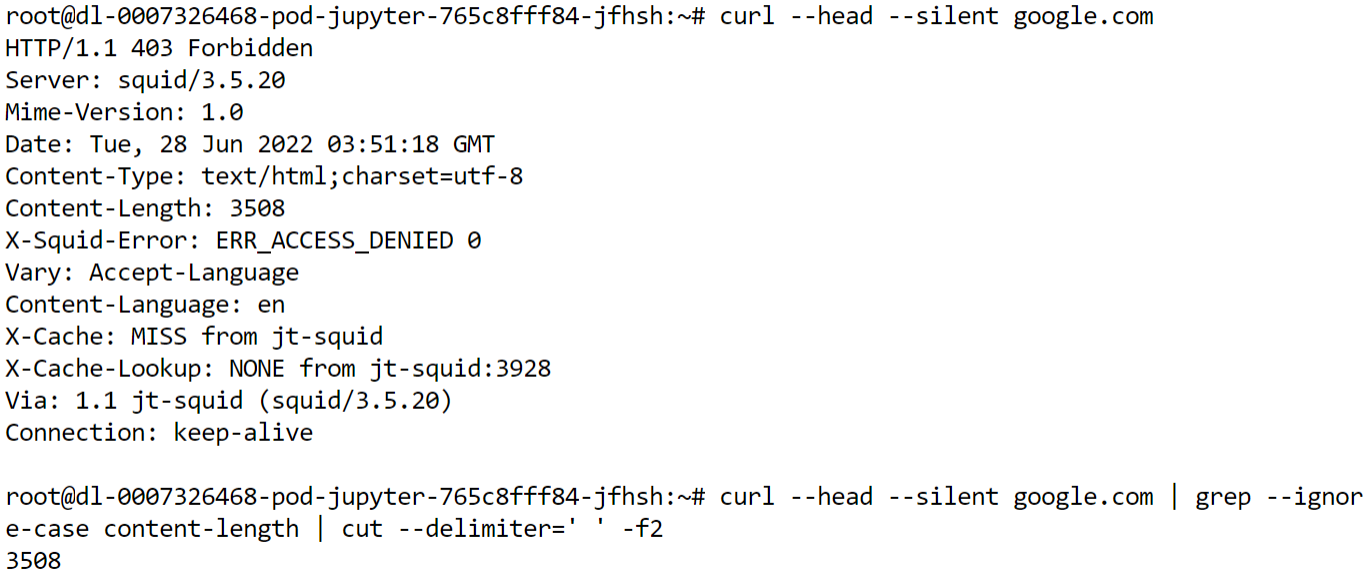 root@dl-0007326468-pod-jupyter-765c8fff84-jfhsh:~# curl --head --silent google.com
HTTP/1.1 403 Forbidden
Server: squid/3.5.20
Mime-Version: 1.0
Date: Tue, 28 Jun 2022 03:51:18 GMT
Content-Type: text/html;charset=utf-8
Content-Length: 3508
X-Squid-Error: ERR_ACCESS_DENIED 0
Vary: Accept-Language
Content-Language: en
X-Cache: MISS from jt-squid
X-Cache-Lookup: NONE from jt-squid:3928
Via: 1.1 jt-squid (squid/3.5.20)
Connection: keep-alive

root@dl-0007326468-pod-jupyter-765c8fff84-jfhsh:~# curl --head --silent google.com | grep --ignor
e-case content-length | cut --delimiter=' ' -f2
3508